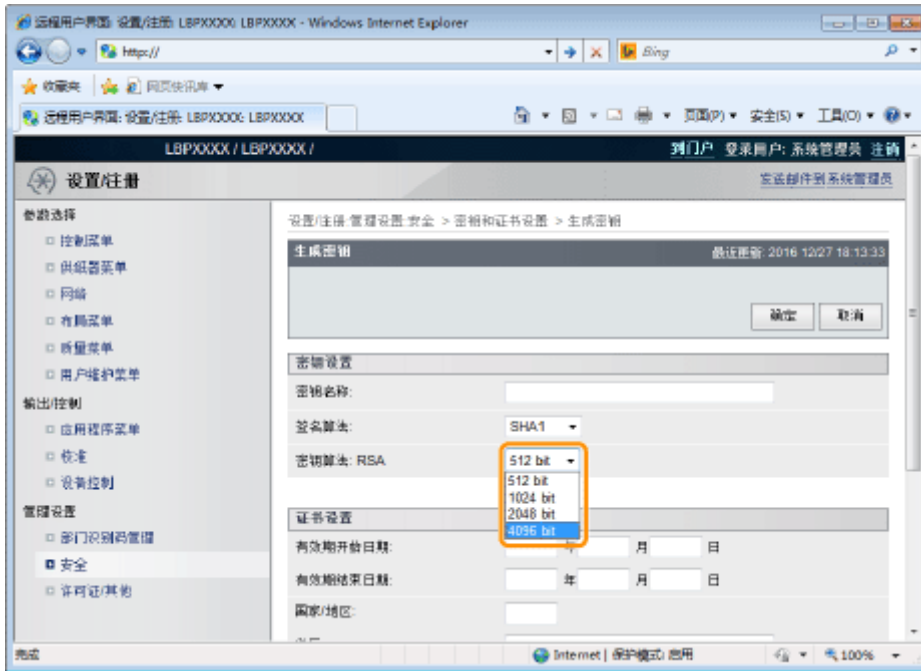 远程用户界面: 设置/注册: LBPXXXX: LBPXXXX - Windows Internet Explorer
http://
Bing
收藏夹 网页快讯库
远程用户界面: 设置/注册: LBPXXXX: LBPXXXX
页面(P) 安全(S) 工具(O)
LBPXXXX / LBPXXXX /
到门户 登录用户: 系统管理员 注销
设置/注册
发送邮件到系统管理员
参数选择
控制菜单
供纸器菜单
网络
布局菜单
质量菜单
用户维护菜单
输出/控制
应用程序菜单
校准
设备控制
管理设置
部门识别码管理
安全
许可证/其他
设置/注册:管理设置:安全 > 密钥和证书设置 > 生成密钥
生成密钥
最近更新: 2016 12/27 18:13:33
确定 取消
密钥设置
密钥名称:
签名算法: SHA1
密钥算法: RSA 512 bit
512 bit
1024 bit
2048 bit
4096 bit
证书设置
有效期开始日期: 年 月 日
有效期结束日期: 年 月 日
国家/地区:
完成
Internet | 保护模式: 启用
100%